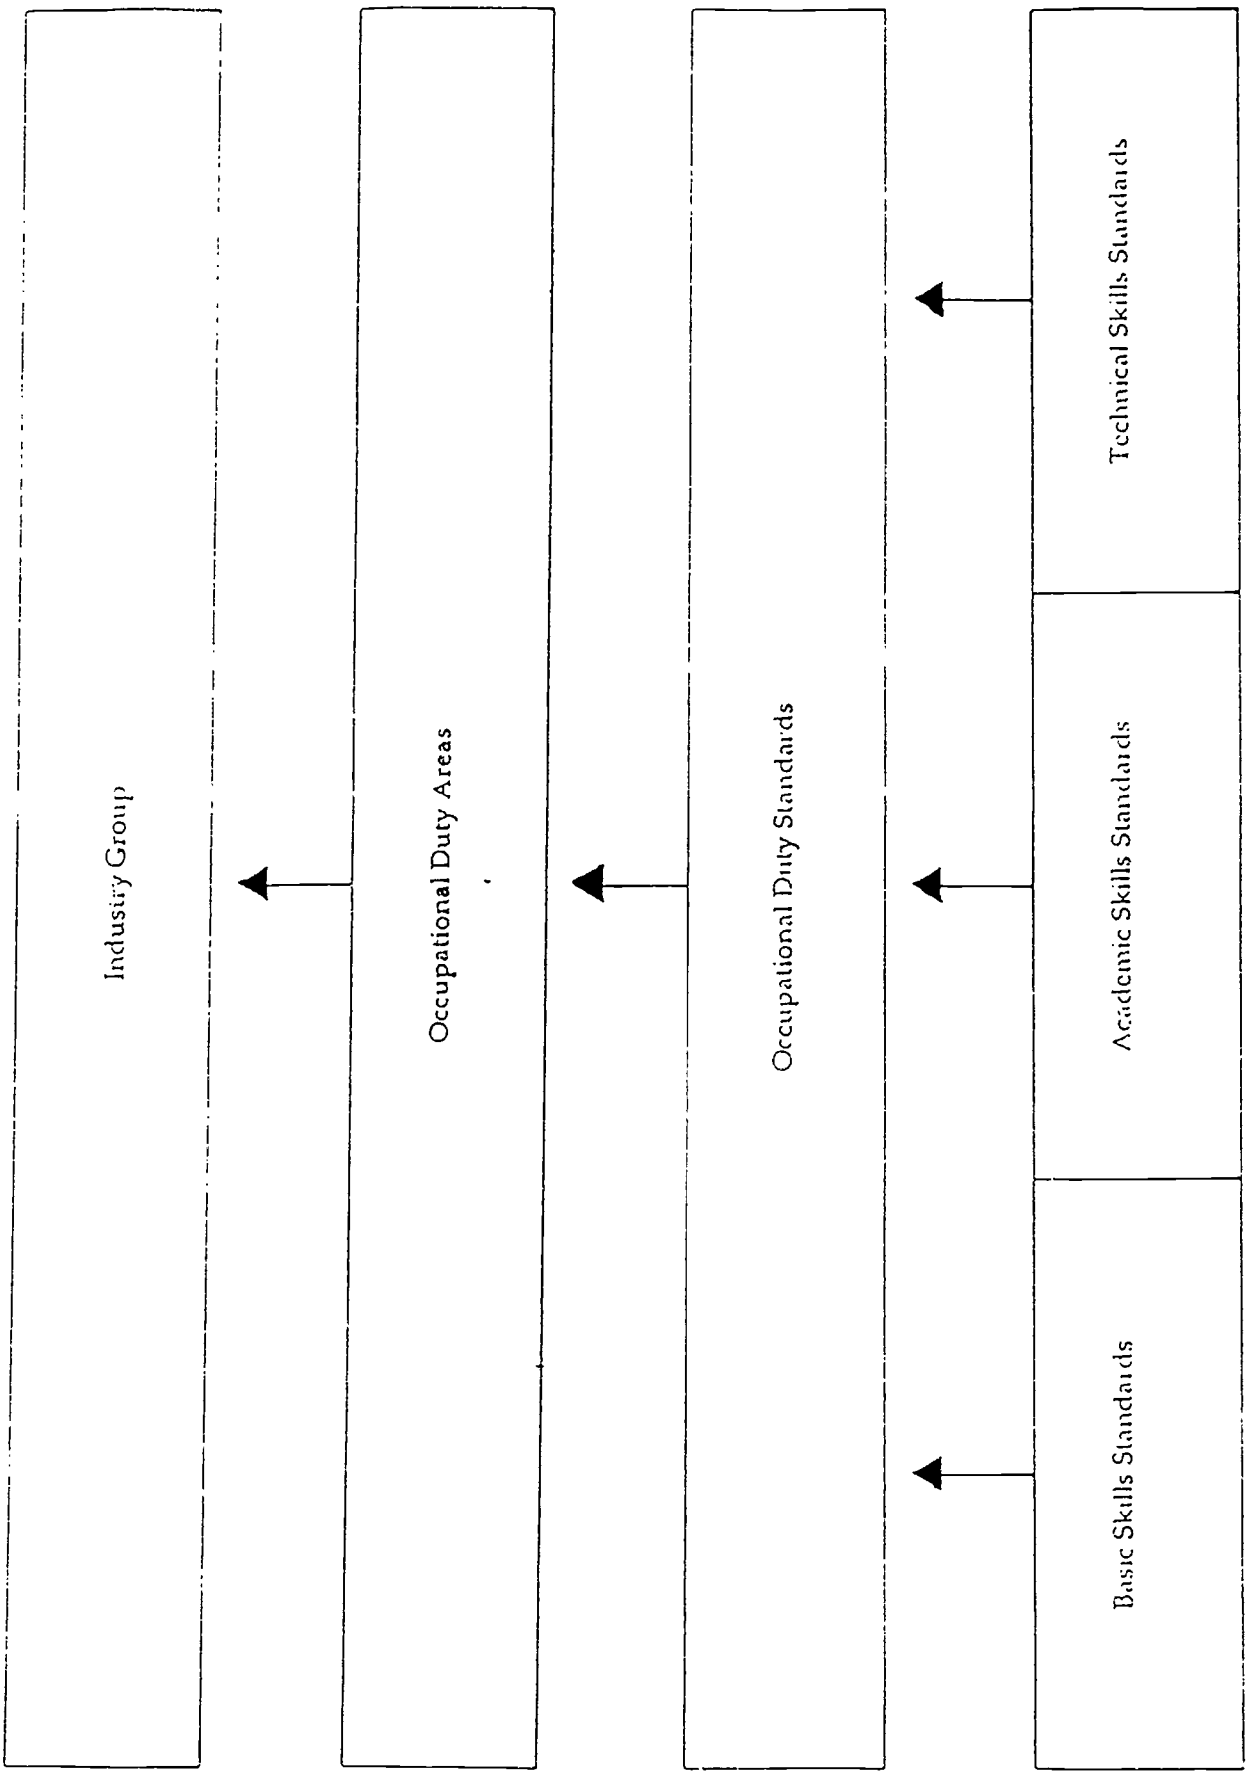 Industry Group
Occupational Duty Areas
Occupational Duty Standards
Basic Skills Standards
Academic Skills Standards
Technical Skills Standards